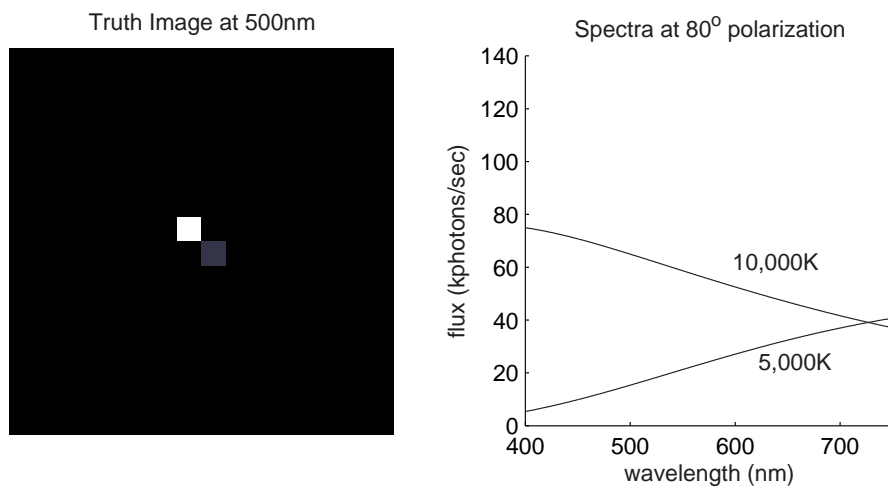 Truth Image at 500nm
Spectra at 80° polarization
flux (kphotons/sec)
140
120
100
80
60
40
20
0
10,000K
5,000K
400 500 600 700
wavelength (nm)